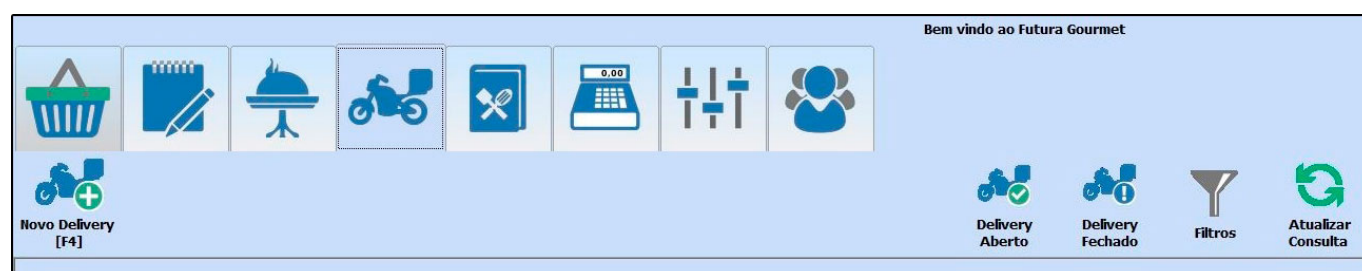 Bem vindo ao Futura Gourmet
0,00
Novo Delivery
[F4]
Delivery
Aberto
Delivery
Fechado
Filtros
Atualizar
Consulta